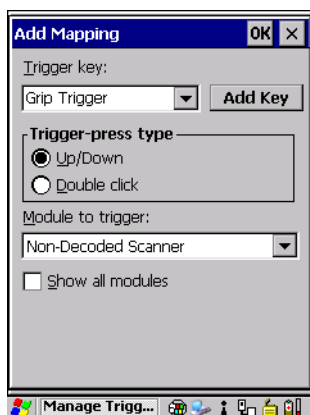 Add Mapping OK
Trigger key:
Grip Trigger Add Key
Trigger-press type
Up/Down
Double click
Module to trigger:
Non-Decoded Scanner
Show all modules
Manage Trigg...